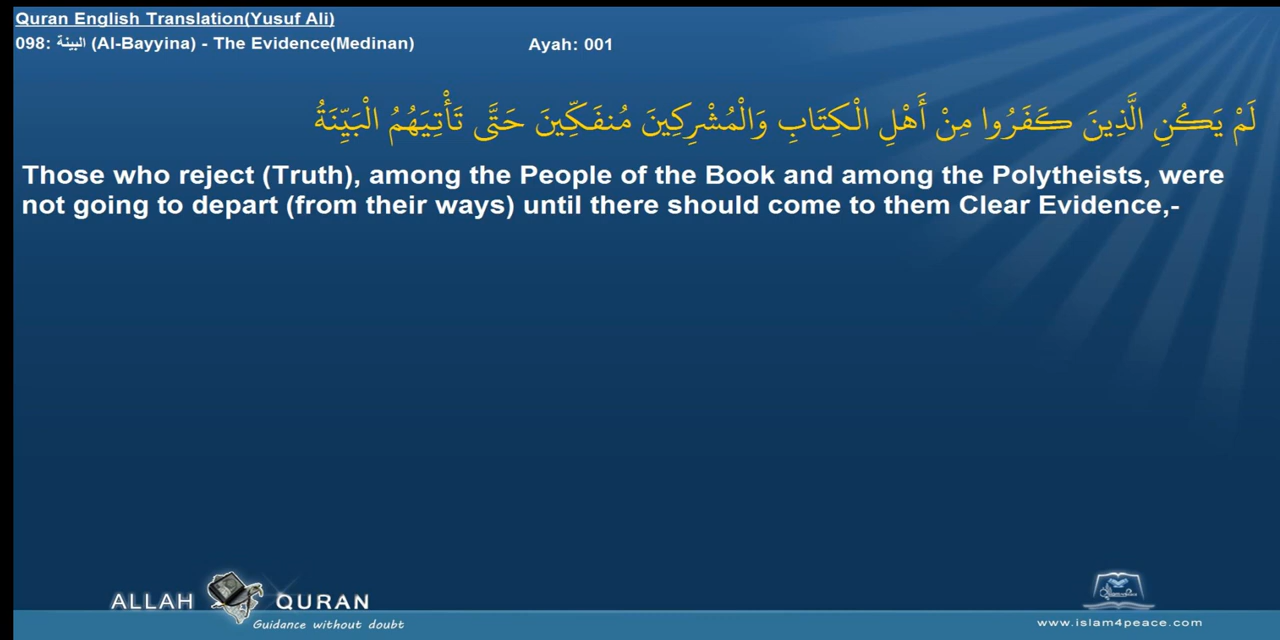 Quran English Translation(Yusuf Ali)
098: البينة (Al-Bayyina) - The Evidence(Medinan) Ayah: 001
لَمْ يَكُنِ الَّذِينَ كَفَرُوا مِنْ أَهْلِ الْكِتَابِ وَالْمُشْرِكِينَ مُنفَكِّينَ حَتَّى تَأْتِيَهُمُ الْبَيِّنَةُ
Those who reject (Truth), among the People of the Book and among the Polytheists, were
not going to depart (from their ways) until there should come to them Clear Evidence,-
ALLAH QURAN
Guidance without doubt
www.islam4peace.com